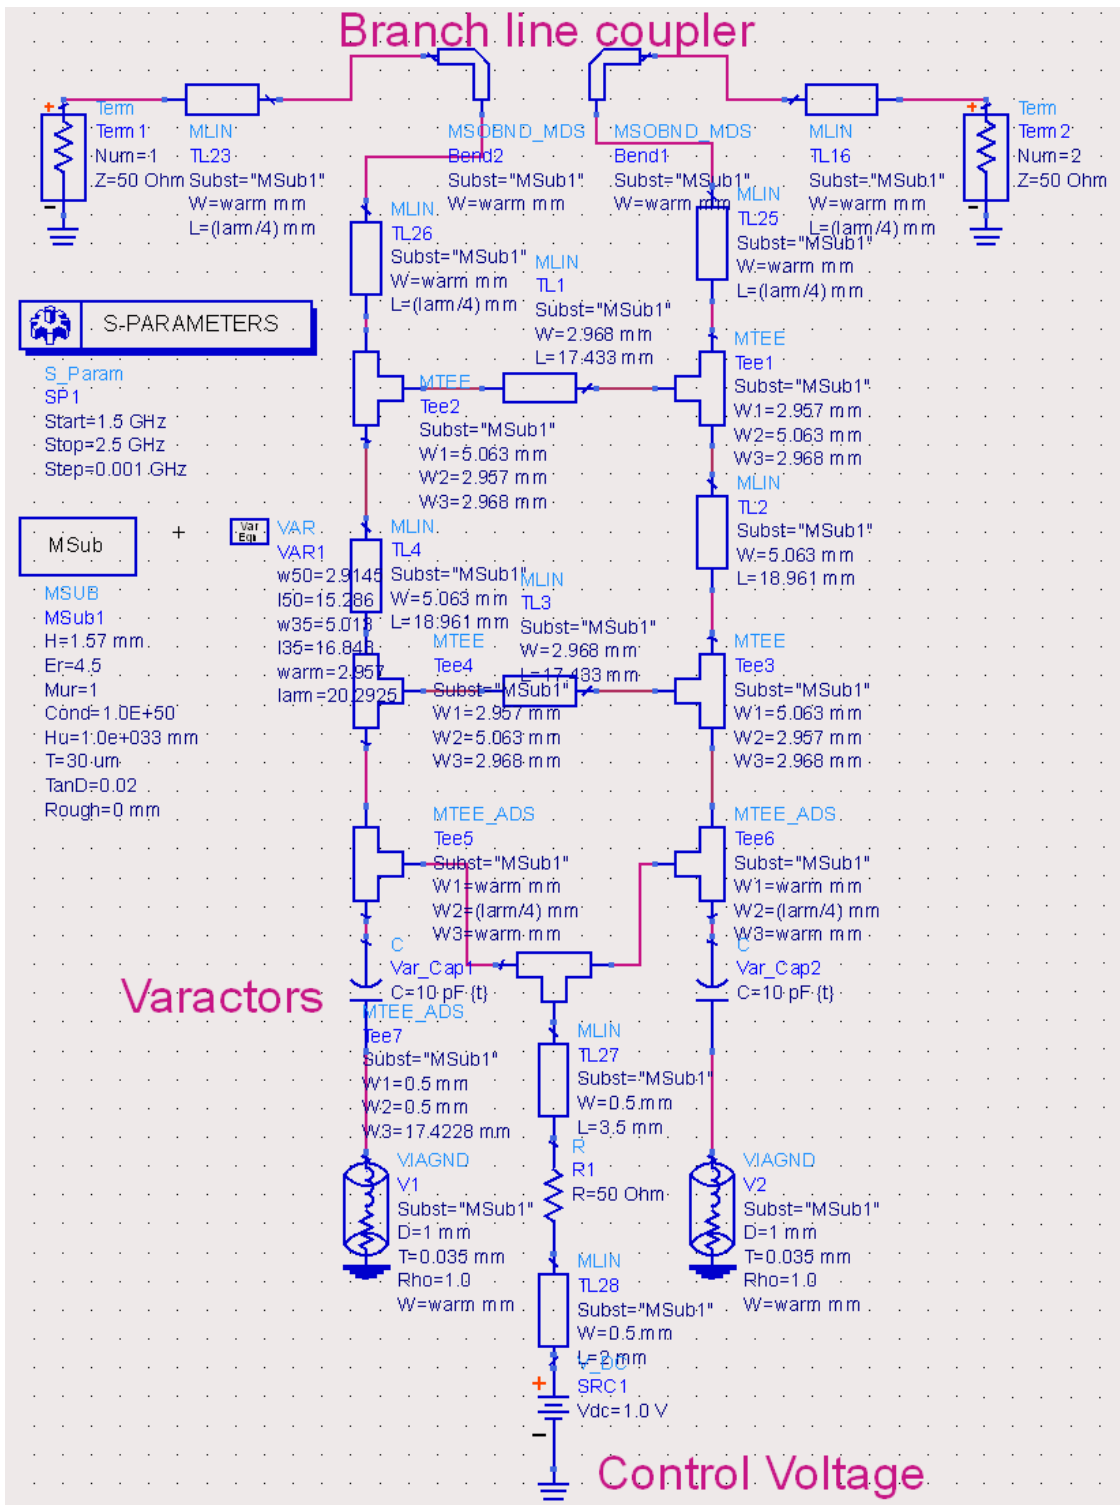 Branch line coupler
Term
Term1
Num=1
Z=50 Ohm
MLIN
TL23
Subst="MSub1"
W=warm mm
L=(larm/4) mm
MSOBND_MDS
Bend2
Subst="MSub1"
W=warm mm
MSOBND_MDS
Bend1
Subst="MSub1"
W=warm mm
MLIN
TL16
Subst="MSub1"
W=warm mm
L=(larm/4) mm
Term
Term2
Num=2
Z=50 Ohm
MLIN
TL26
Subst="MSub1"
W=warm mm
L=(larm/4) mm
MLIN
TL25
Subst="MSub1"
W=warm mm
L=(larm/4) mm
MLIN
TL1
Subst="MSub1"
W=2.968 mm
L=17.433 mm
S-PARAMETERS
S_Param
SP1
Start=1.5 GHz
Stop=2.5 GHz
Step=0.001 GHz
MTEE
Tee2
Subst="MSub1"
W1=5.063 mm
W2=2.957 mm
W3=2.968 mm
MTEE
Tee1
Subst="MSub1"
W1=2.957 mm
W2=5.063 mm
W3=2.968 mm
MSub
MSUB
MSub1
H=1.57 mm
Er=4.5
Mur=1
Cond=1.0E+50
Hu=1.0e+033 mm
T=30 um
TanD=0.02
Rough=0 mm
Var
Eqn
VAR
VAR1
w50=2.9145
l50=15.286
w35=5.013
l35=16.843
warm=2.957
larm=20.2925
MLIN
TL4
Subst="MSub1"
W=5.063 mm
L=18.961 mm
MLIN
TL3
Subst="MSub1"
W=2.968 mm
L=17.433 mm
MLIN
TL2
Subst="MSub1"
W=5.063 mm
L=18.961 mm
MTEE
Tee4
Subst="MSub1"
W1=2.957 mm
W2=5.063 mm
W3=2.968 mm
MTEE
Tee3
Subst="MSub1"
W1=5.063 mm
W2=2.957 mm
W3=2.968 mm
MTEE_ADS
Tee5
Subst="MSub1"
W1=warm mm
W2=(larm/4) mm
W3=warm mm
MTEE_ADS
Tee6
Subst="MSub1"
W1=warm mm
W2=(larm/4) mm
W3=warm mm
Varactors
C
Var_Cap1
C=10 pF {t}
C
Var_Cap2
C=10 pF {t}
MTEE_ADS
Tee7
Subst="MSub1"
W1=0.5 mm
W2=0.5 mm
W3=17.4228 mm
MLIN
TL27
Subst="MSub1"
W=0.5 mm
L=3.5 mm
R
R1
R=50 Ohm
VIAGND
V1
Subst="MSub1"
D=1 mm
T=0.035 mm
Rho=1.0
W=warm mm
VIAGND
V2
Subst="MSub1"
D=1 mm
T=0.035 mm
Rho=1.0
W=warm mm
MLIN
TL28
Subst="MSub1"
W=0.5 mm
L=2 mm
V_DC
SRC1
Vdc=1.0 V
Control Voltage